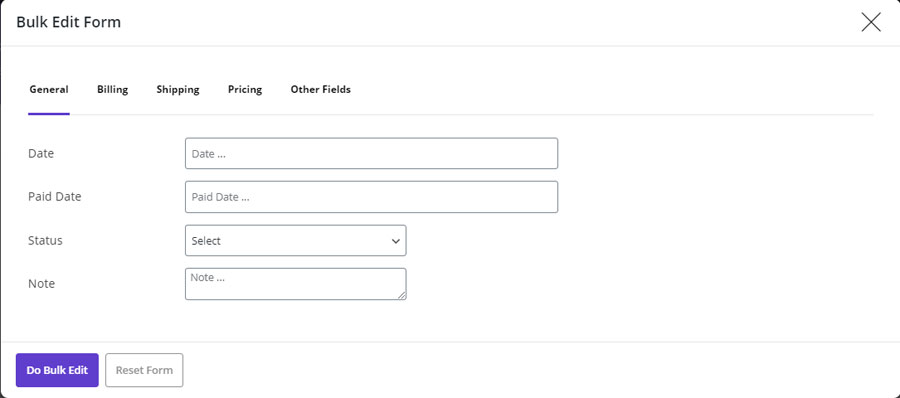 Bulk Edit Form
General Billing Shipping Pricing Other Fields
Date Date ...
Paid Date Paid Date ...
Status Select
Note Note ...
Do Bulk Edit Reset Form